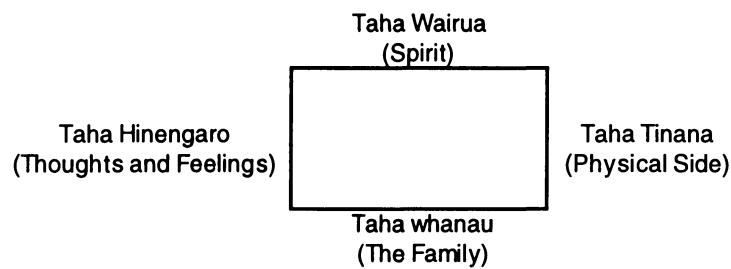 Taha Wairua
(Spirit)
Taha Hinengaro
(Thoughts and Feelings)
Taha Tinana
(Physical Side)
Taha whanau
(The Family)